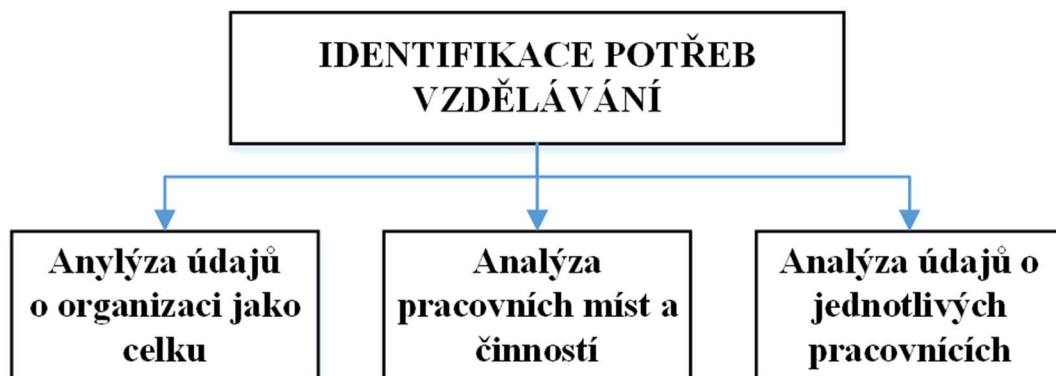 IDENTIFIKACE POTŘEB
VZDĚLÁVÁNÍ
Anylýza údajů
o organizaci jako
celku
Analýza
pracovních míst a
činností
Analýza údajů o
jednotlivých
pracovnících